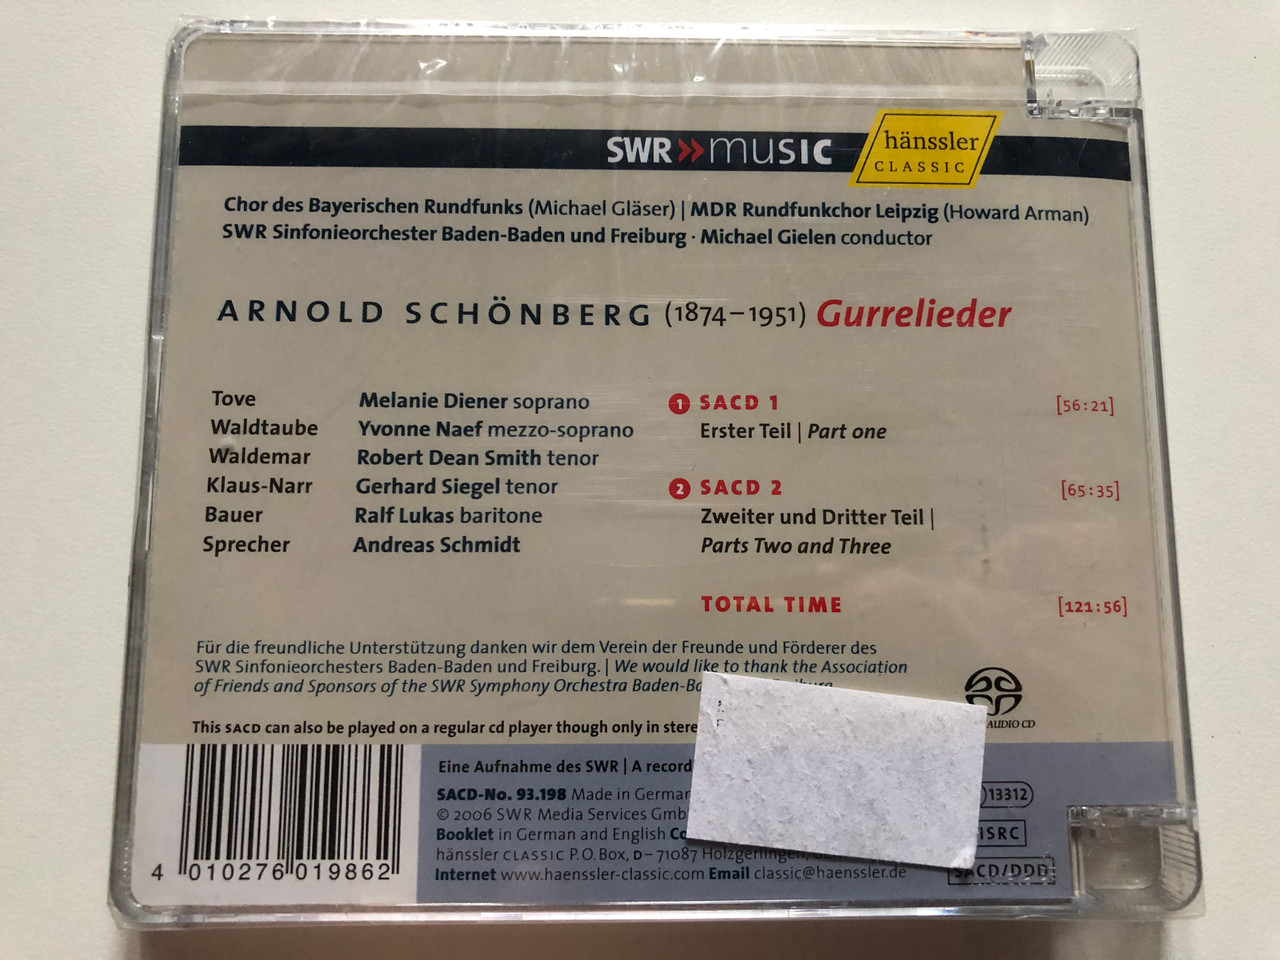 SWR»music
hänssler
CLASSIC
Chor des Bayerischen Rundfunks (Michael Gläser) | MDR Rundfunkchor Leipzig (Howard Arman)
SWR Sinfonieorchester Baden-Baden und Freiburg · Michael Gielen conductor
ARNOLD SCHÖNBERG (1874–1951) Gurrelieder
Tove Melanie Diener soprano
Waldtaube Yvonne Naef mezzo-soprano
Waldemar Robert Dean Smith tenor
Klaus-Narr Gerhard Siegel tenor
Bauer Ralf Lukas baritone
Sprecher Andreas Schmidt
1 SACD 1 [56:21]
Erster Teil | Part one
2 SACD 2 [65:35]
Zweiter und Dritter Teil |
Parts Two and Three
TOTAL TIME [121:56]
Für die freundliche Unterstützung danken wir dem Verein der Freunde und Förderer des
SWR Sinfonieorchesters Baden-Baden und Freiburg. | We would like to thank the Association
of Friends and Sponsors of the SWR Symphony Orchestra
This SACD can also be played on a regular cd player though only in
AUDIO CD
Eine Aufnahme des SWR | A
SACD-No. 93.198 Made in
13312
© 2006 SWR Media Services
Booklet in German and English
ISRC
hänssler CLASSIC P.O. Box, D–71087 Holzgerlingen,
Internet www.haenssler-classic.com Email classic@haenssler.de
SACD/DDD
4 010276 019862